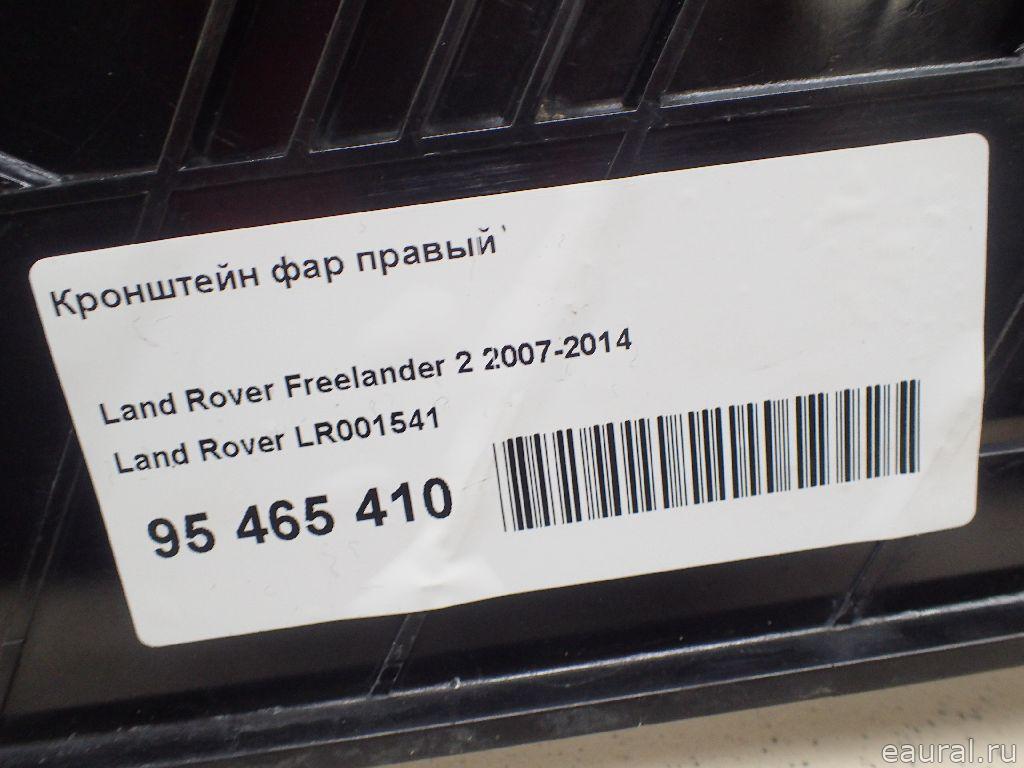 Кронштейн фар правый
Land Rover Freelander 2 2007-2014
Land Rover LR001541
95 465 410
eaural.ru